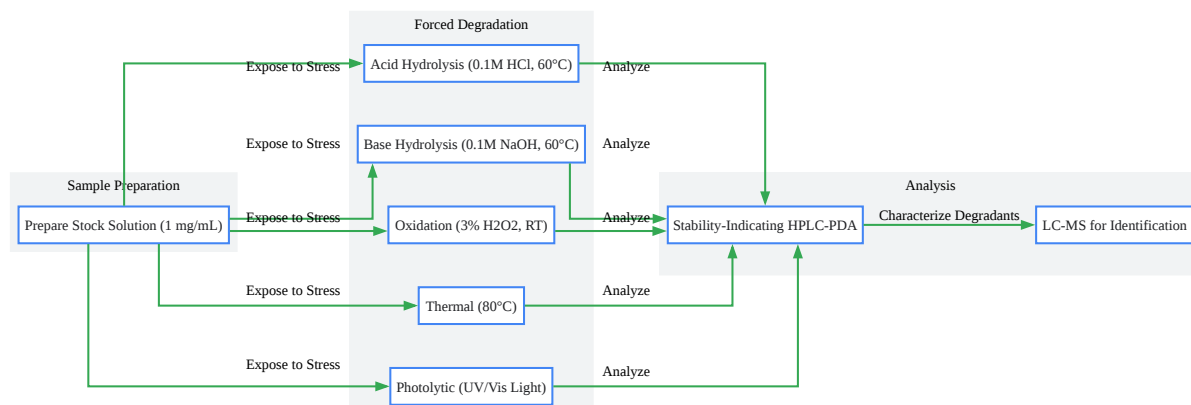 Forced Degradation
Expose to Stress
Acid Hydrolysis (0.1M HCl, 60°C)
Analyze
Expose to Stress
Base Hydrolysis (0.1M NaOH, 60°C)
Analyze
Sample Preparation
Analysis
Prepare Stock Solution (1 mg/mL)
Expose to Stress
Oxidation (3% H2O2, RT)
Analyze
Stability-Indicating HPLC-PDA
Characterize Degradants
LC-MS for Identification
Expose to Stress
Thermal (80°C)
Analyze
Expose to Stress
Photolytic (UV/Vis Light)
Analyze